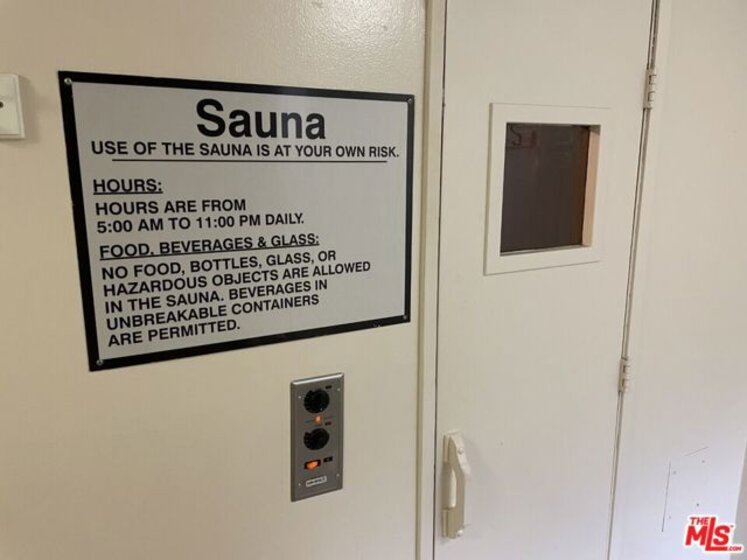 Sauna
USE OF THE SAUNA IS AT YOUR OWN RISK.
HOURS:
HOURS ARE FROM
5:00 AM TO 11:00 PM DAILY.
FOOD, BEVERAGES & GLASS:
NO FOOD, BOTTLES, GLASS, OR
HAZARDOUS OBJECTS ARE ALLOWED
IN THE SAUNA. BEVERAGES IN
UNBREAKABLE CONTAINERS
ARE PERMITTED.
THE
MLS